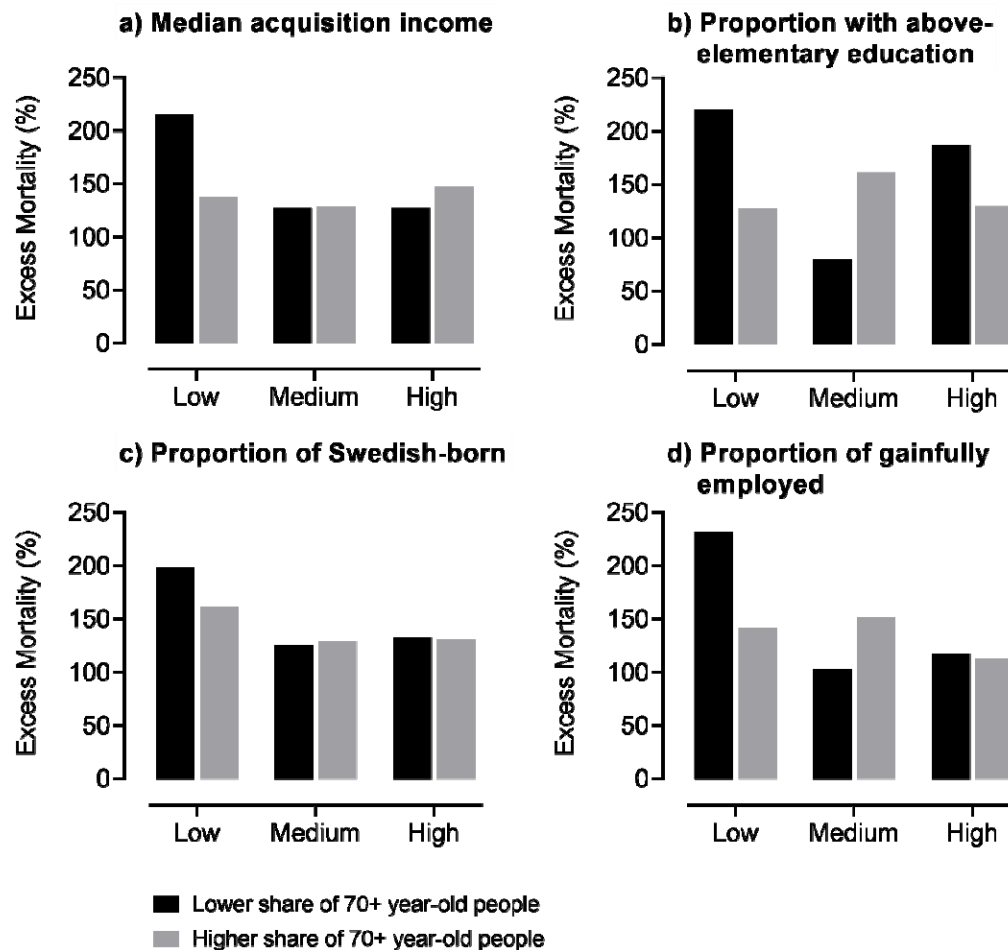 a) Median acquisition income
Excess Mortality (%)
250
200
150
100
50
0
Low Medium High
b) Proportion with above-
elementary education
Excess Mortality (%)
250
200
150
100
50
0
Low Medium High
c) Proportion of Swedish-born
Excess Mortality (%)
250
200
150
100
50
0
Low Medium High
d) Proportion of gainfully
employed
Excess Mortality (%)
250
200
150
100
50
0
Low Medium High
Lower share of 70+ year-old people
Higher share of 70+ year-old people